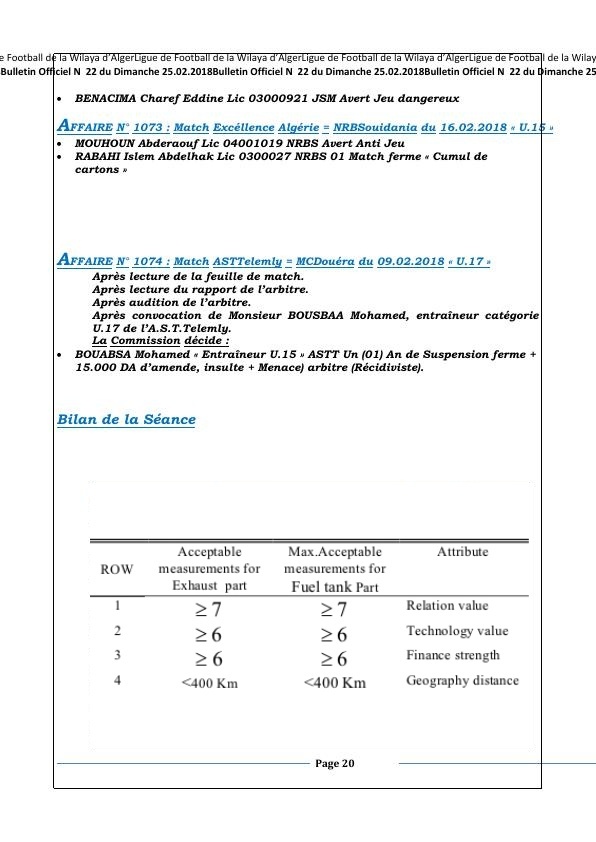 e Football de la Wilaya d'AlgerLigue de Football de la Wilaya d'AlgerLigue de Football de la Wilaya d'AlgerLigue de Football de la Wilay
Bulletin Officiel N 22 du Dimanche 25.02.2018Bulletin Officiel N 22 du Dimanche 25.02.2018Bulletin Officiel N 22 du Dimanche 25
• BENACIMA Charef Eddine Lic 03000921 JSM Avert Jeu dangereux
AFFAIRE N° 1073 : Match Excéllence Algérie = NRBSouidania du 16.02.2018 « U.15 »
• MOUHOUN Abderaouf Lic 04001019 NRBS Avert Anti Jeu
• RABAHI Islem Abdelhak Lic 0300027 NRBS 01 Match ferme « Cumul de
cartons »
AFFAIRE N° 1074 : Match ASTTelemly = MCDouéra du 09.02.2018 « U.17 »
Après lecture de la feuille de match.
Après lecture du rapport de l'arbitre.
Après audition de l'arbitre.
Après convocation de Monsieur BOUSBAA Mohamed, entraîneur catégorie
U.17 de l'A.S.T.Telemly.
La Commission décide :
• BOUABSA Mohamed « Entraîneur U.15 » ASTT Un (01) An de Suspension ferme +
15.000 DA d'amende, insulte + Menace) arbitre (Récidiviste).
Bilan de la Séance
ROW Acceptable measurements for Exhaust part Max.Acceptable measurements for Fuel tank Part Attribute
1 ≥ 7 ≥ 7 Relation value
2 ≥ 6 ≥ 6 Technology value
3 ≥ 6 ≥ 6 Finance strength
4 <400 Km <400 Km Geography distance
Page 20